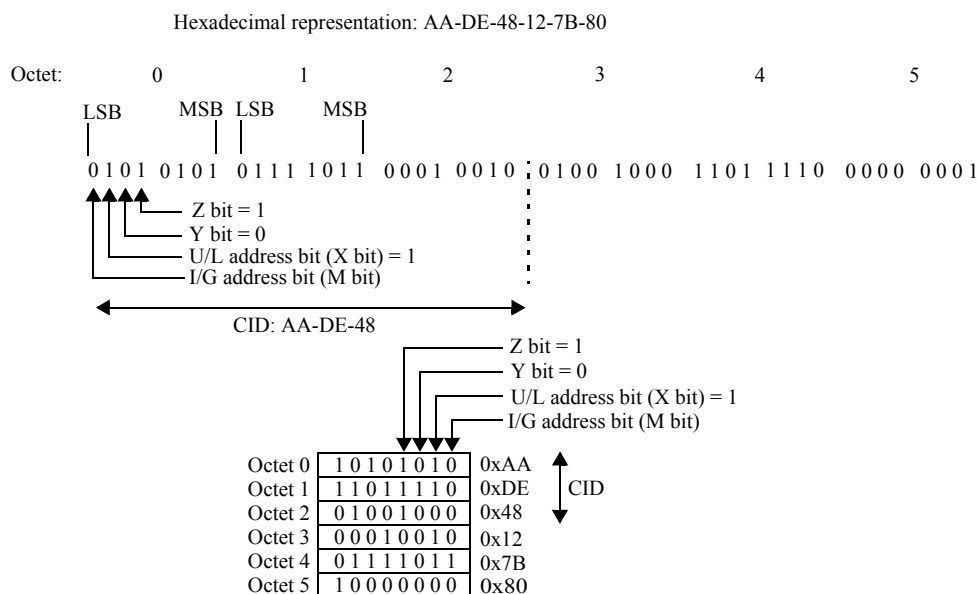 Hexadecimal representation: AA-DE-48-12-7B-80
Octet: 0 1 2 3 4 5
LSB MSB LSB MSB
0 1 0 1 0 1 0 1 0 1 1 1 1 0 1 1 0 0 0 1 0 0 1 0 0 1 0 0 1 0 0 0 1 1 0 1 1 1 1 0 0 0 0 0 0 0 0 1
Z bit = 1
Y bit = 0
U/L address bit (X bit) = 1
I/G address bit (M bit)
CID: AA-DE-48
Z bit = 1
Y bit = 0
U/L address bit (X bit) = 1
I/G address bit (M bit)
Octet 0 1 0 1 0 1 0 1 0 0xAA
Octet 1 1 1 0 1 1 1 1 0 0xDE CID
Octet 2 0 1 0 0 1 0 0 0 0x48
Octet 3 0 0 0 1 0 0 1 0 0x12
Octet 4 0 1 1 1 1 0 1 1 0x7B
Octet 5 1 0 0 0 0 0 0 0 0x80